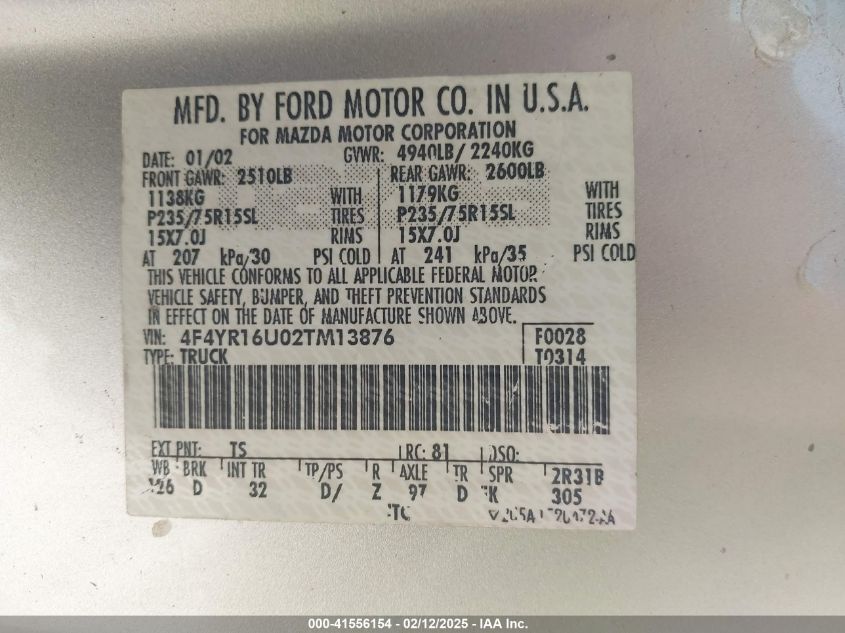 MFD. BY FORD MOTOR CO. IN U.S.A.
FOR MAZDA MOTOR CORPORATION
DATE: 01/02 GVWR: 4940LB/ 2240KG
FRONT GAWR: 2510LB REAR GAWR: 2600LB
1138KG WITH 1179KG WITH
P235/75R15SL TIRES P235/75R15SL TIRES
15X7.0J RIMS 15X7.0J RIMS
AT 207 kPa/30 PSI COLD AT 241 kPa/35 PSI COLD
THIS VEHICLE CONFORMS TO ALL APPLICABLE FEDERAL MOTOR
VEHICLE SAFETY, BUMPER, AND THEFT PREVENTION STANDARDS
IN EFFECT ON THE DATE OF MANUFACTURE SHOWN ABOVE.
VIN: 4F4YR16U02TM13876 F0028
TYPE: TRUCK T0314
EXT PNT: TS RC: 81 DSO:
WB BRK INT TR TP/PS R AXLE TR SPR 2R31B
126 D 32 D/ Z 97 D K 305
000-41556154 - 02/12/2025 - IAA Inc.